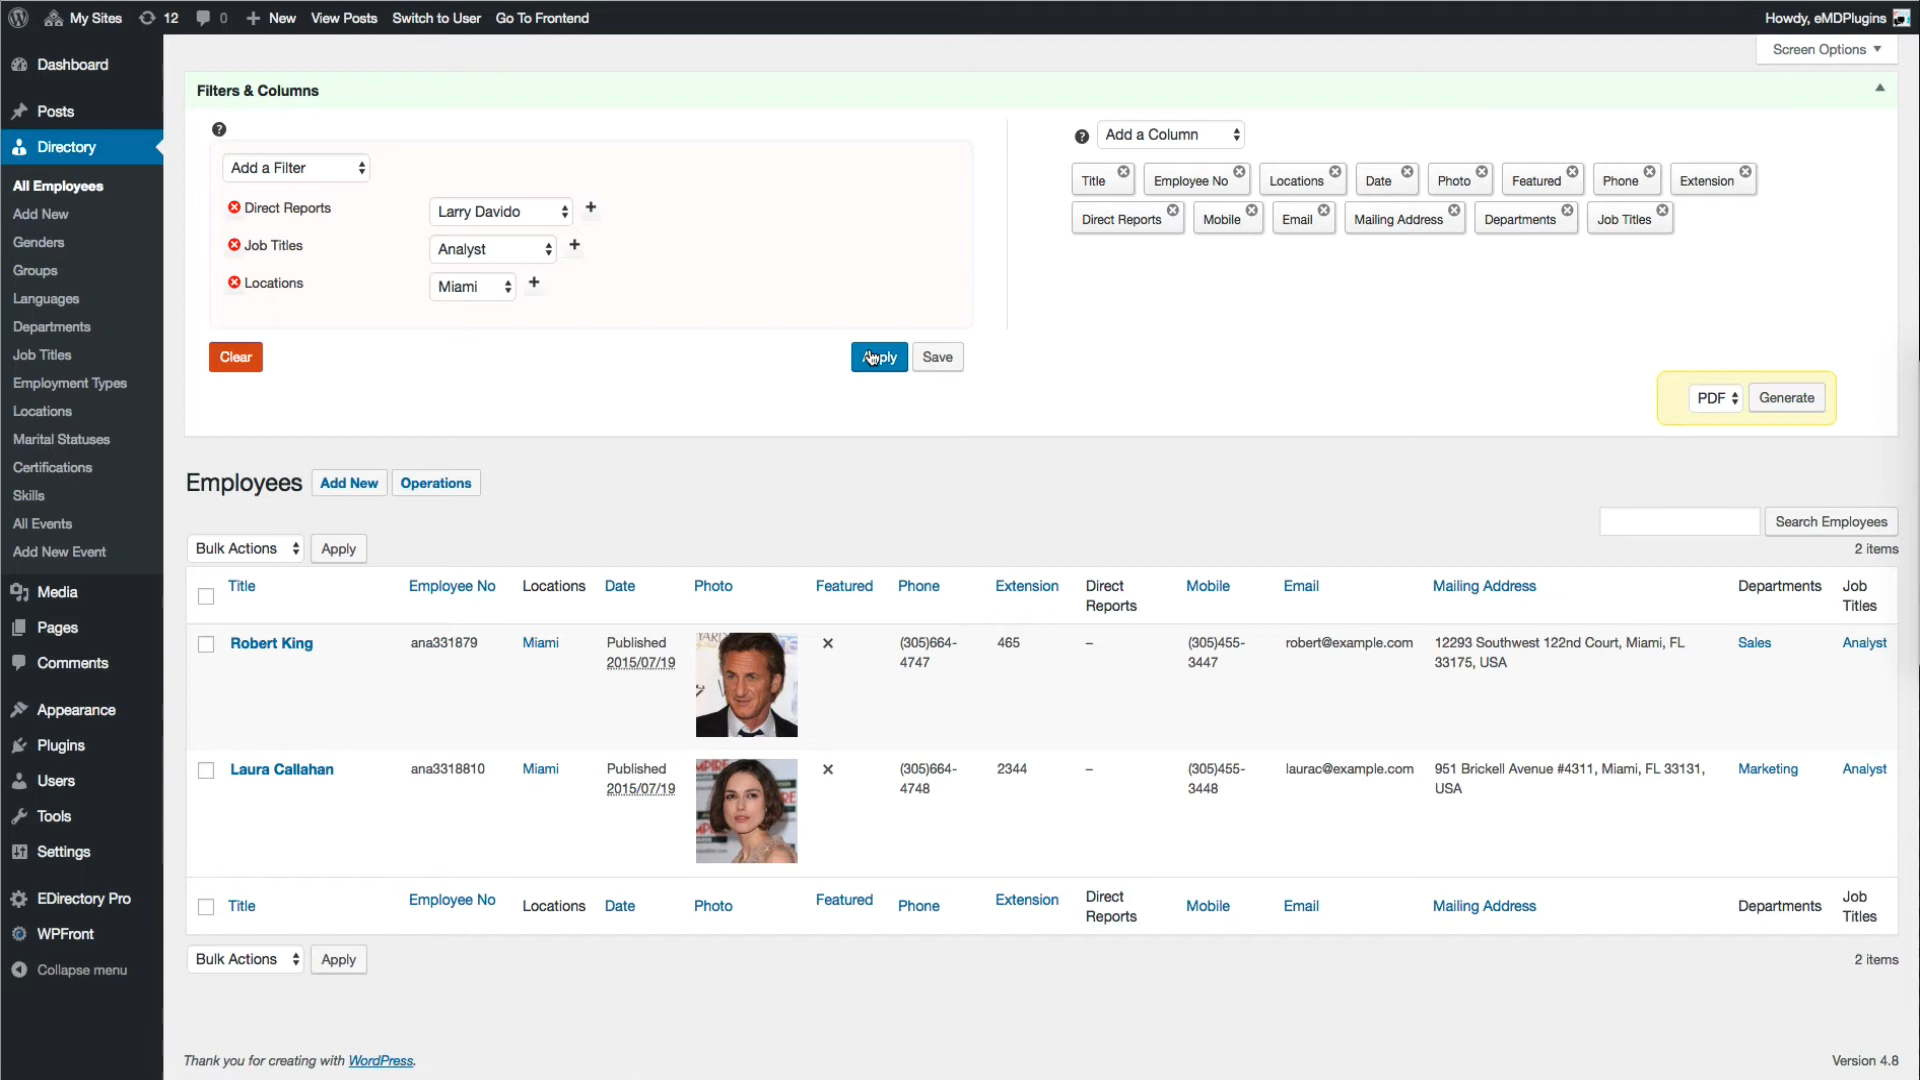 My Sites 12 0 New View Posts Switch to User Go To Frontend Howdy, eMDPlugins
Screen Options
Dashboard
Posts
Directory
All Employees
Add New
Genders
Groups
Languages
Departments
Job Titles
Employment Types
Locations
Marital Statuses
Certifications
Skills
All Events
Add New Event
Media
Pages
Comments
Appearance
Plugins
Users
Tools
Settings
EDirectory Pro
WPFront
Collapse menu
Filters & Columns
Add a Filter
Direct Reports Larry Davido
Job Titles Analyst
Locations Miami
Clear Apply Save
Add a Column
Title Employee No Locations Date Photo Featured Phone Extension
Direct Reports Mobile Email Mailing Address Departments Job Titles
PDF Generate
Employees Add New Operations
Search Employees
Bulk Actions Apply 2 items
Title Employee No Locations Date Photo Featured Phone Extension Direct Reports Mobile Email Mailing Address Departments Job Titles
Robert King ana331879 Miami Published (305)664- 465 – (305)455- robert@example.com 12293 Southwest 122nd Court, Miami, FL Sales Analyst
2015/07/19 4747 3447 33175, USA
Laura Callahan ana3318810 Miami Published (305)664- 2344 – (305)455- laurac@example.com 951 Brickell Avenue #4311, Miami, FL 33131, Marketing Analyst
2015/07/19 4748 3448 USA
Title Employee No Locations Date Photo Featured Phone Extension Direct Reports Mobile Email Mailing Address Departments Job Titles
Bulk Actions Apply 2 items
Thank you for creating with WordPress. Version 4.8